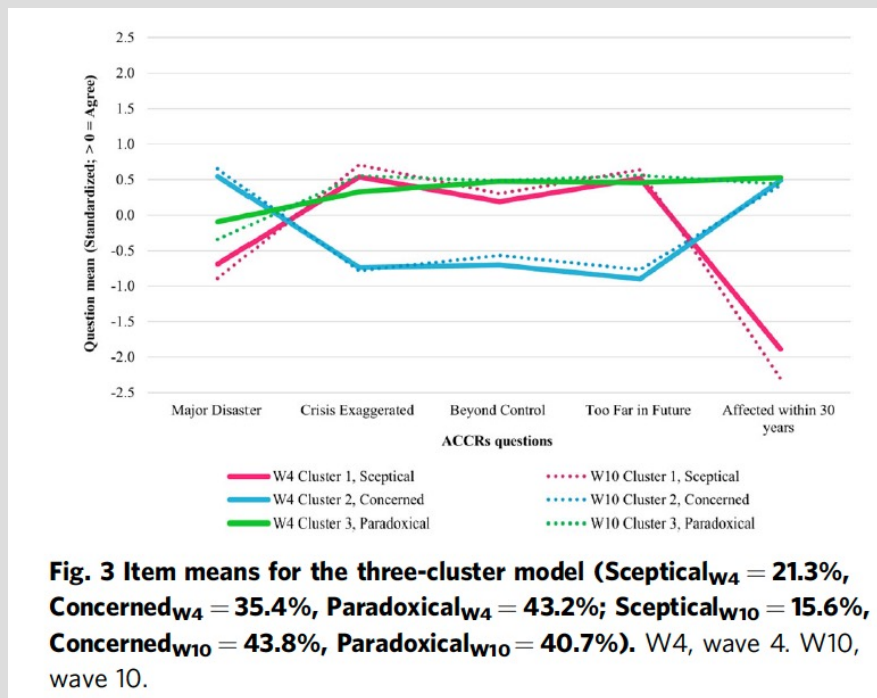 2.5
2.0
1.5
1.0
0.5
0.0
-0.5
-1.0
-1.5
-2.0
-2.5
Question mean (Standardized; > 0 = Agree)
Major Disaster
Crisis Exaggerated
Beyond Control
Too Far in Future
Affected within 30
years
ACCRs questions
W4 Cluster 1, Sceptical
W10 Cluster 1, Sceptical
W4 Cluster 2, Concerned
W10 Cluster 2, Concerned
W4 Cluster 3, Paradoxical
W10 Cluster 3, Paradoxical
Fig. 3 Item means for the three-cluster model (ScepticalW4 = 21.3%,
ConcernedW4 = 35.4%, ParadoxicalW4 = 43.2%; ScepticalW10 = 15.6%,
ConcernedW10 = 43.8%, ParadoxicalW10 = 40.7%). W4, wave 4. W10,
wave 10.